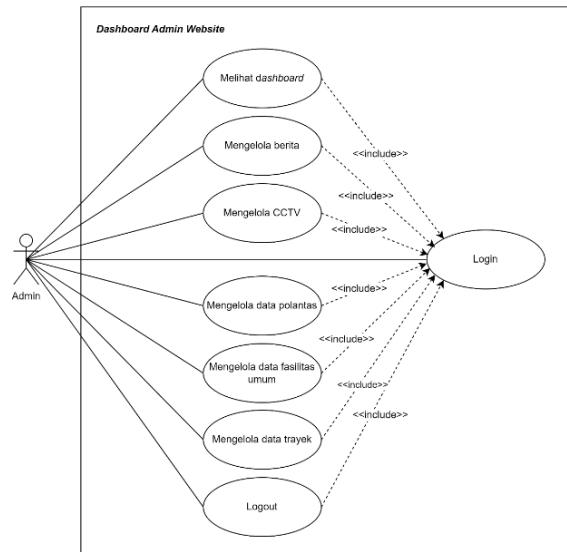 Dashboard Admin Website
Melihat dashboard
<<include>>
Mengelola berita
<<include>>
Mengelola CCTV
<<include>>
Admin
Login
Mengelola data polantas
<<include>>
Mengelola data fasilitas
umum
<<include>>
Mengelola data trayek
<<include>>
Logout
<<include>>